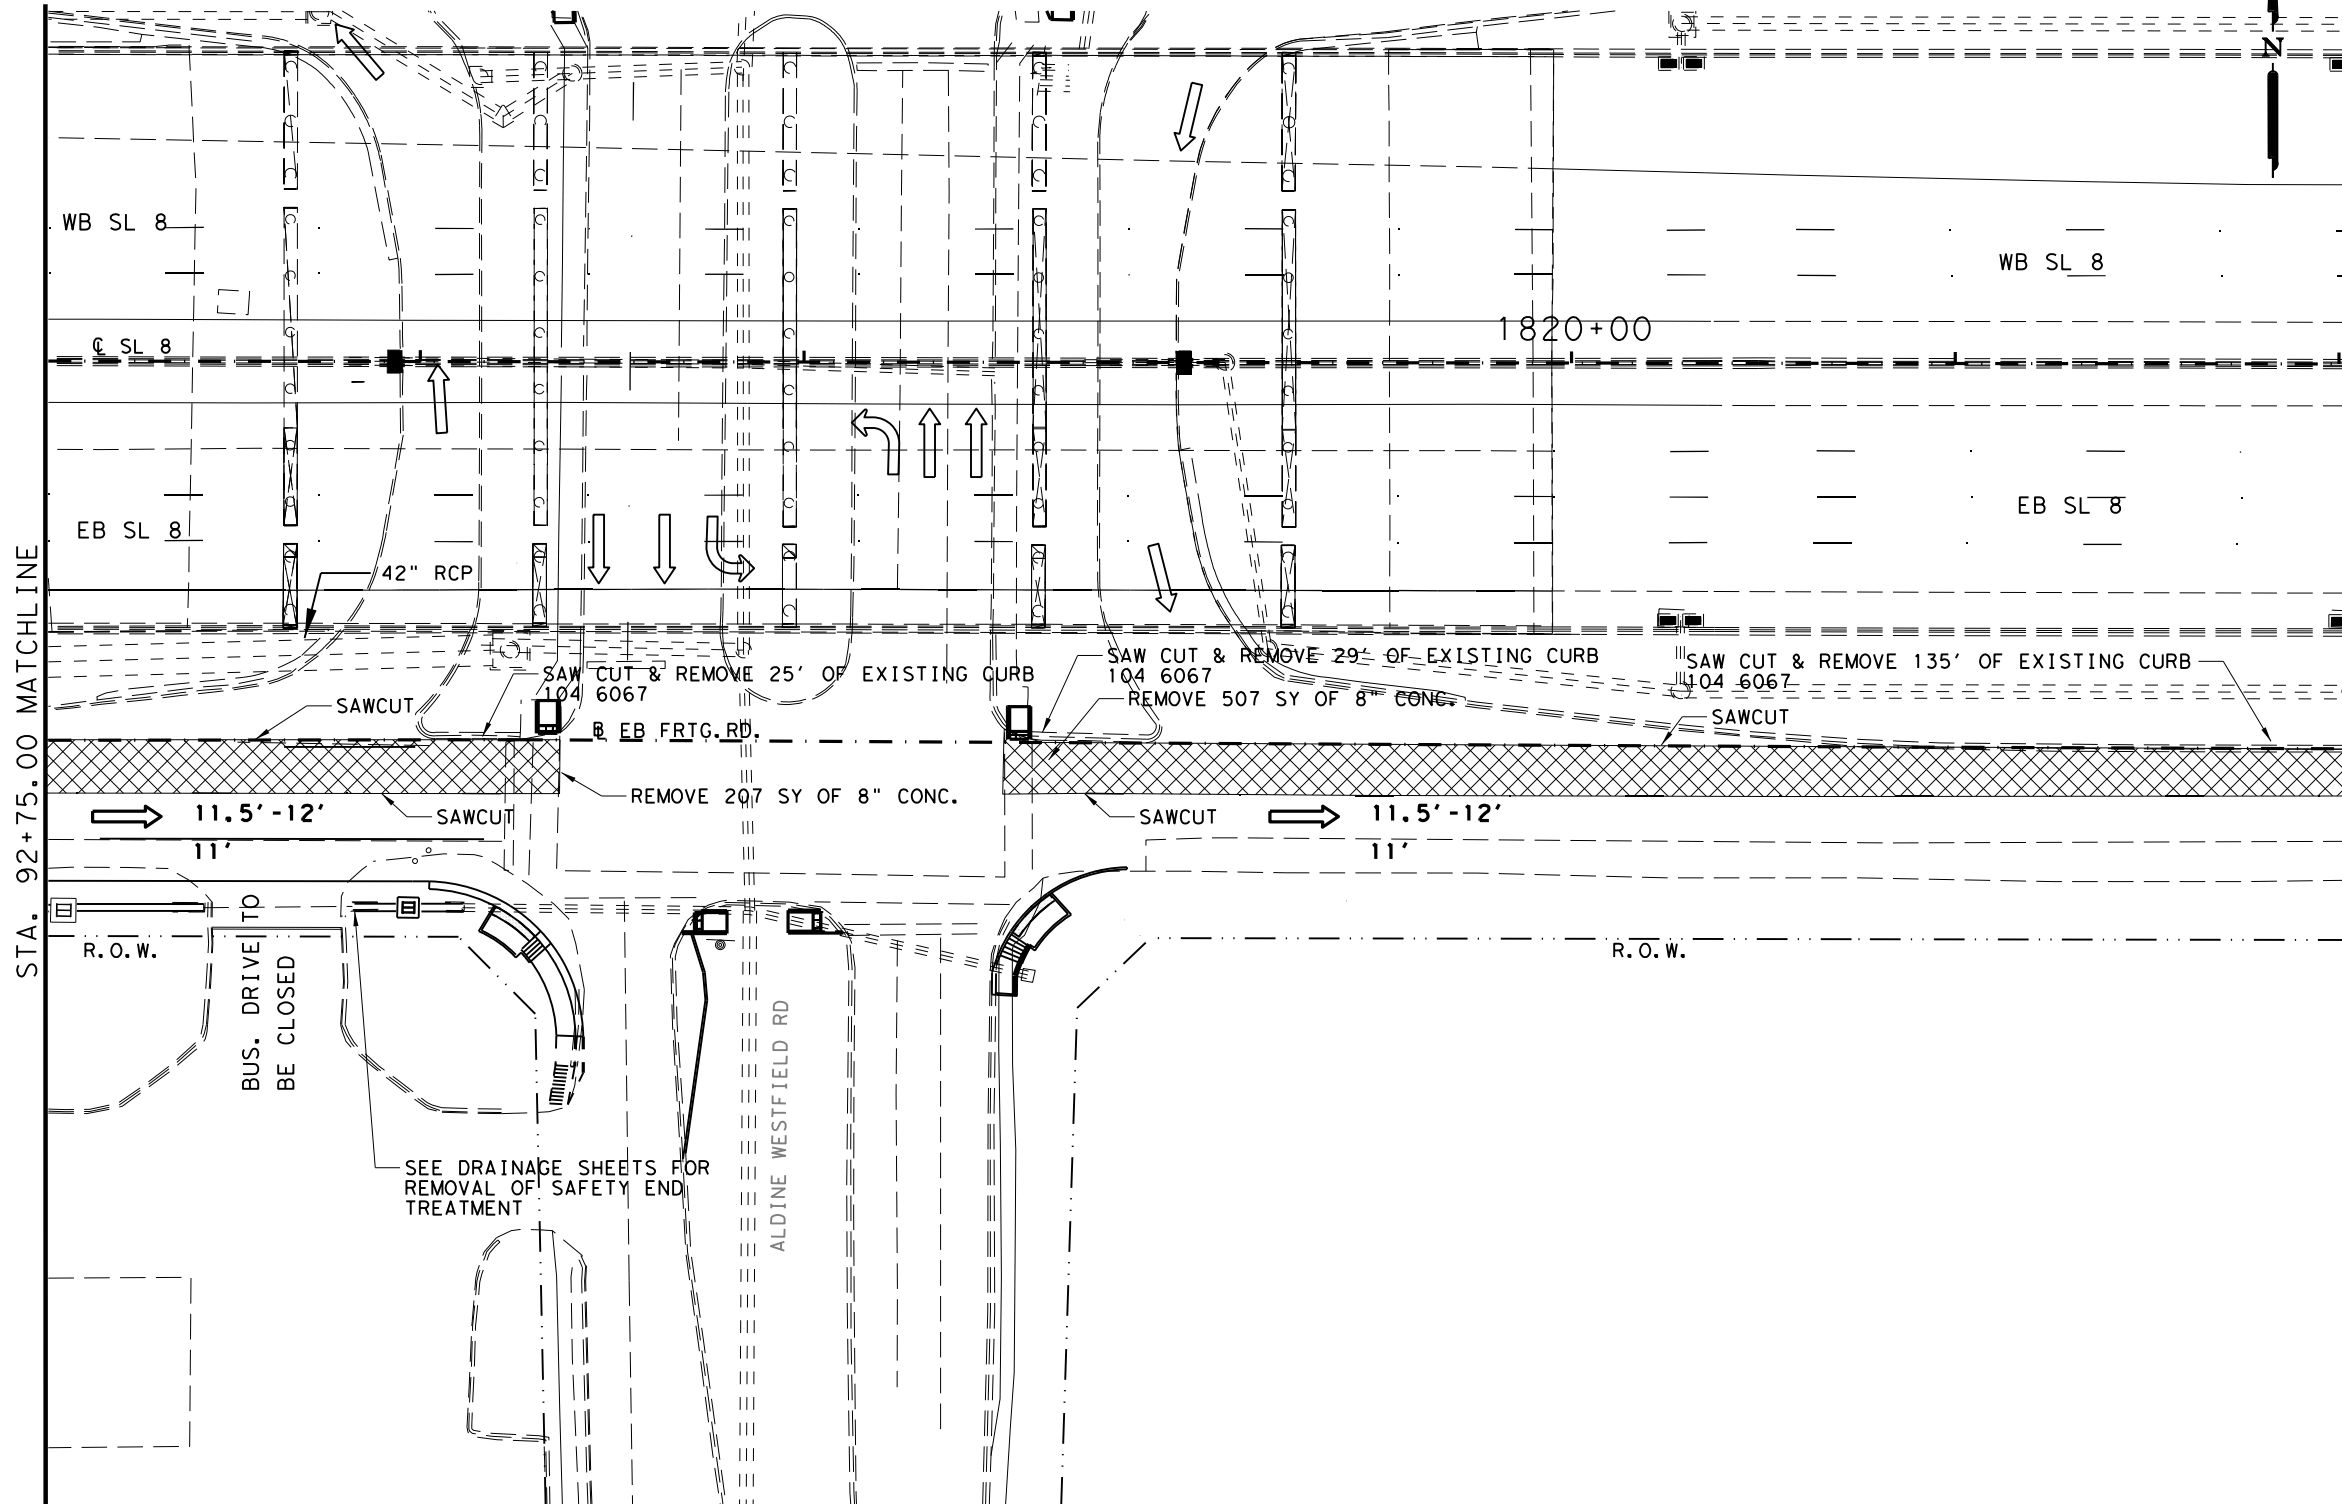 N
WB SL 8
WB SL 8
1820+00
℄ SL 8
EB SL 8
EB SL 8
42" RCP
SAW CUT & REMOVE 25' OF EXISTING CURB
104 6067
SAW CUT & REMOVE 29' OF EXISTING CURB
104 6067
REMOVE 507 SY OF 8" CONC.
SAW CUT & REMOVE 135' OF EXISTING CURB
104 6067
SAWCUT
SAWCUT
B EB FRTG.RD.
REMOVE 207 SY OF 8" CONC.
11.5'-12'
SAWCUT
SAWCUT
11.5'-12'
11'
11'
STA. 92+75.00 MATCHLINE
R.O.W.
R.O.W.
BUS. DRIVE TO
BE CLOSED
ALDINE WESTFIELD RD
SEE DRAINAGE SHEETS FOR
REMOVAL OF SAFETY END
TREATMENT